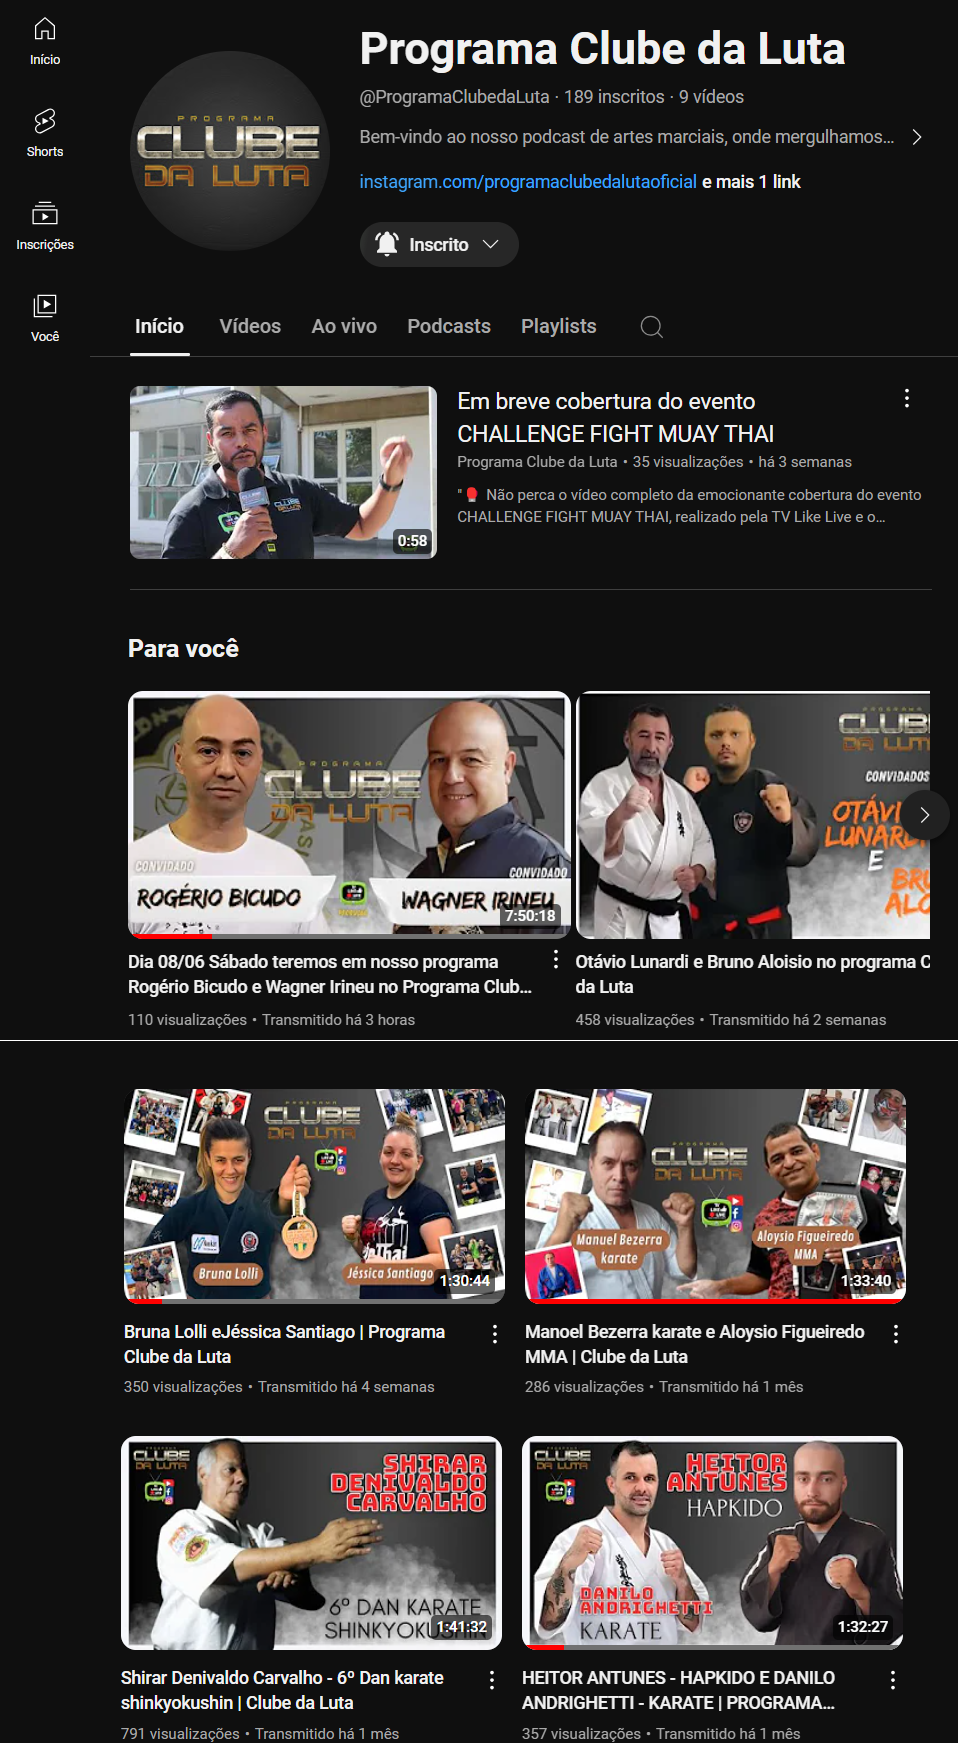 Início
Shorts
Inscrições
Você
PROGRAMA
CLUBE
DA LUTA
Programa Clube da Luta
@ProgramaClubedaLuta · 189 inscritos · 9 vídeos
Bem-vindo ao nosso podcast de artes marciais, onde mergulhamos...
instagram.com/programaclubedalutaoficial e mais 1 link
Inscrito
Início Vídeos Ao vivo Podcasts Playlists
0:58
Em breve cobertura do evento
CHALLENGE FIGHT MUAY THAI
Programa Clube da Luta • 35 visualizações • há 3 semanas
"🥊 Não perca o vídeo completo da emocionante cobertura do evento
CHALLENGE FIGHT MUAY THAI, realizado pela TV Like Live e o...
Para você
PROGRAMA
CLUBE
DA LUTA
CONVIDADO
ROGÉRIO BICUDO
CONVIDADO
WAGNER IRINEU
7:50:18
Dia 08/06 Sábado teremos em nosso programa
Rogério Bicudo e Wagner Irineu no Programa Club...
110 visualizações • Transmitido há 3 horas
PROGRAMA
CLUB
DA LUT
CONVIDADOS
OTÁVI
LUNAR
E
BRU
ALO
Otávio Lunardi e Bruno Aloisio no programa C
da Luta
458 visualizações • Transmitido há 2 semanas
PROGRAMA
CLUBE
DA LUTA
Bruna Lolli
Jéssica Santiago
1:30:44
Bruna Lolli eJéssica Santiago | Programa
Clube da Luta
350 visualizações • Transmitido há 4 semanas
PROGRAMA
CLUBE
DA LUTA
Manuel Bezerra
karate
Aloysio Figueiredo
MMA
1:33:40
Manoel Bezerra karate e Aloysio Figueiredo
MMA | Clube da Luta
286 visualizações • Transmitido há 1 mês
CLUBE
DA LUTA
SHIRAR
DENIVALDO
CARVALHO
6º DAN KARATE
SHINKYOKUSHIN
1:41:32
Shirar Denivaldo Carvalho - 6º Dan karate
shinkyokushin | Clube da Luta
791 visualizações • Transmitido há 1 mês
CLUBE
DA LUTA
HEITOR
ANTUNES
HAPKIDO
DANILO
ANDRIGHETTI
KARATE
1:32:27
HEITOR ANTUNES - HAPKIDO E DANILO
ANDRIGHETTI - KARATE | PROGRAMA...
357 visualizações • Transmitido há 1 mês